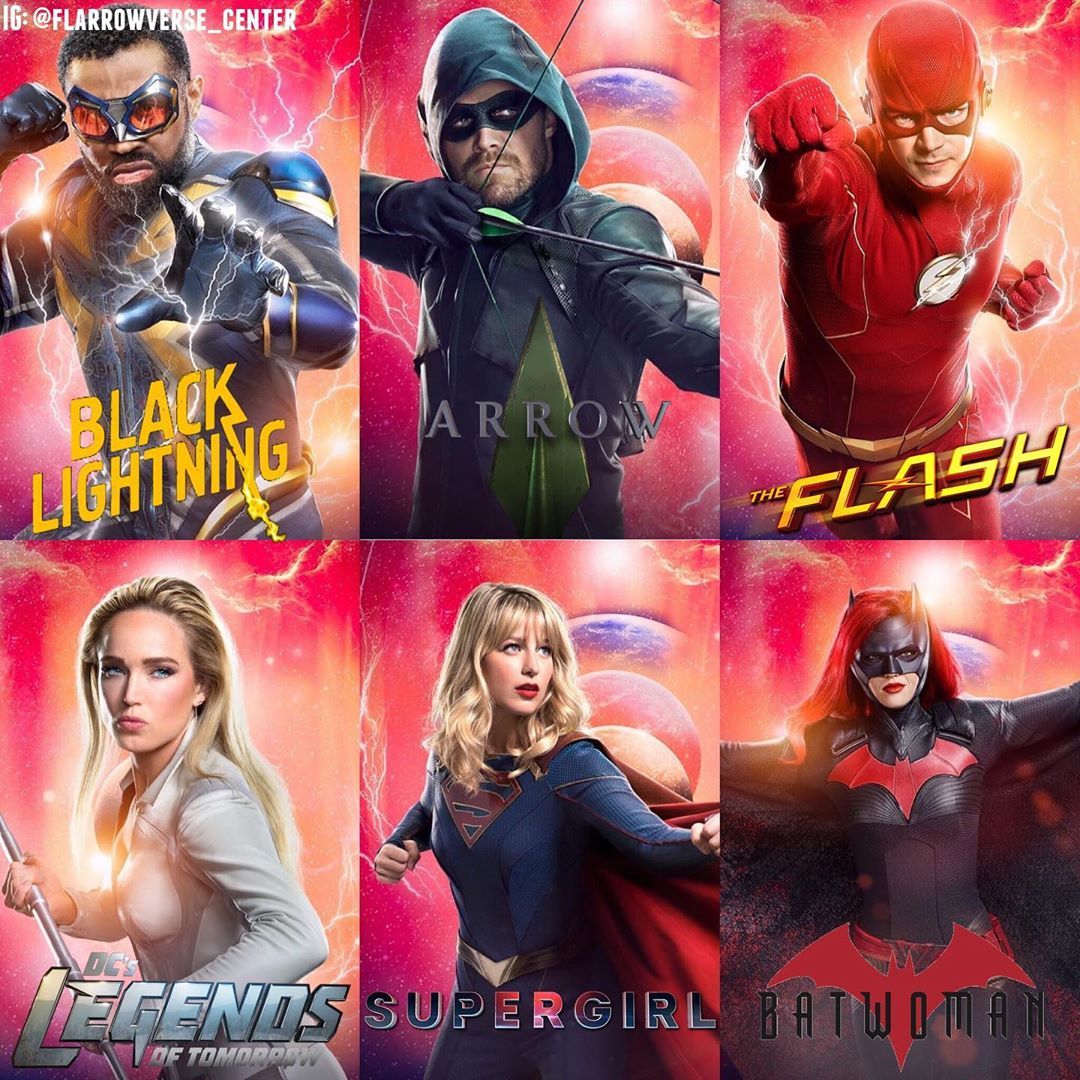 IG: @FLARROWVERSE_CENTER
BLACK
LIGHTNING
ARROW
THE FLASH
DC's
LEGENDS
OF TOMORROW
SUPERGIRL
BATWOMAN